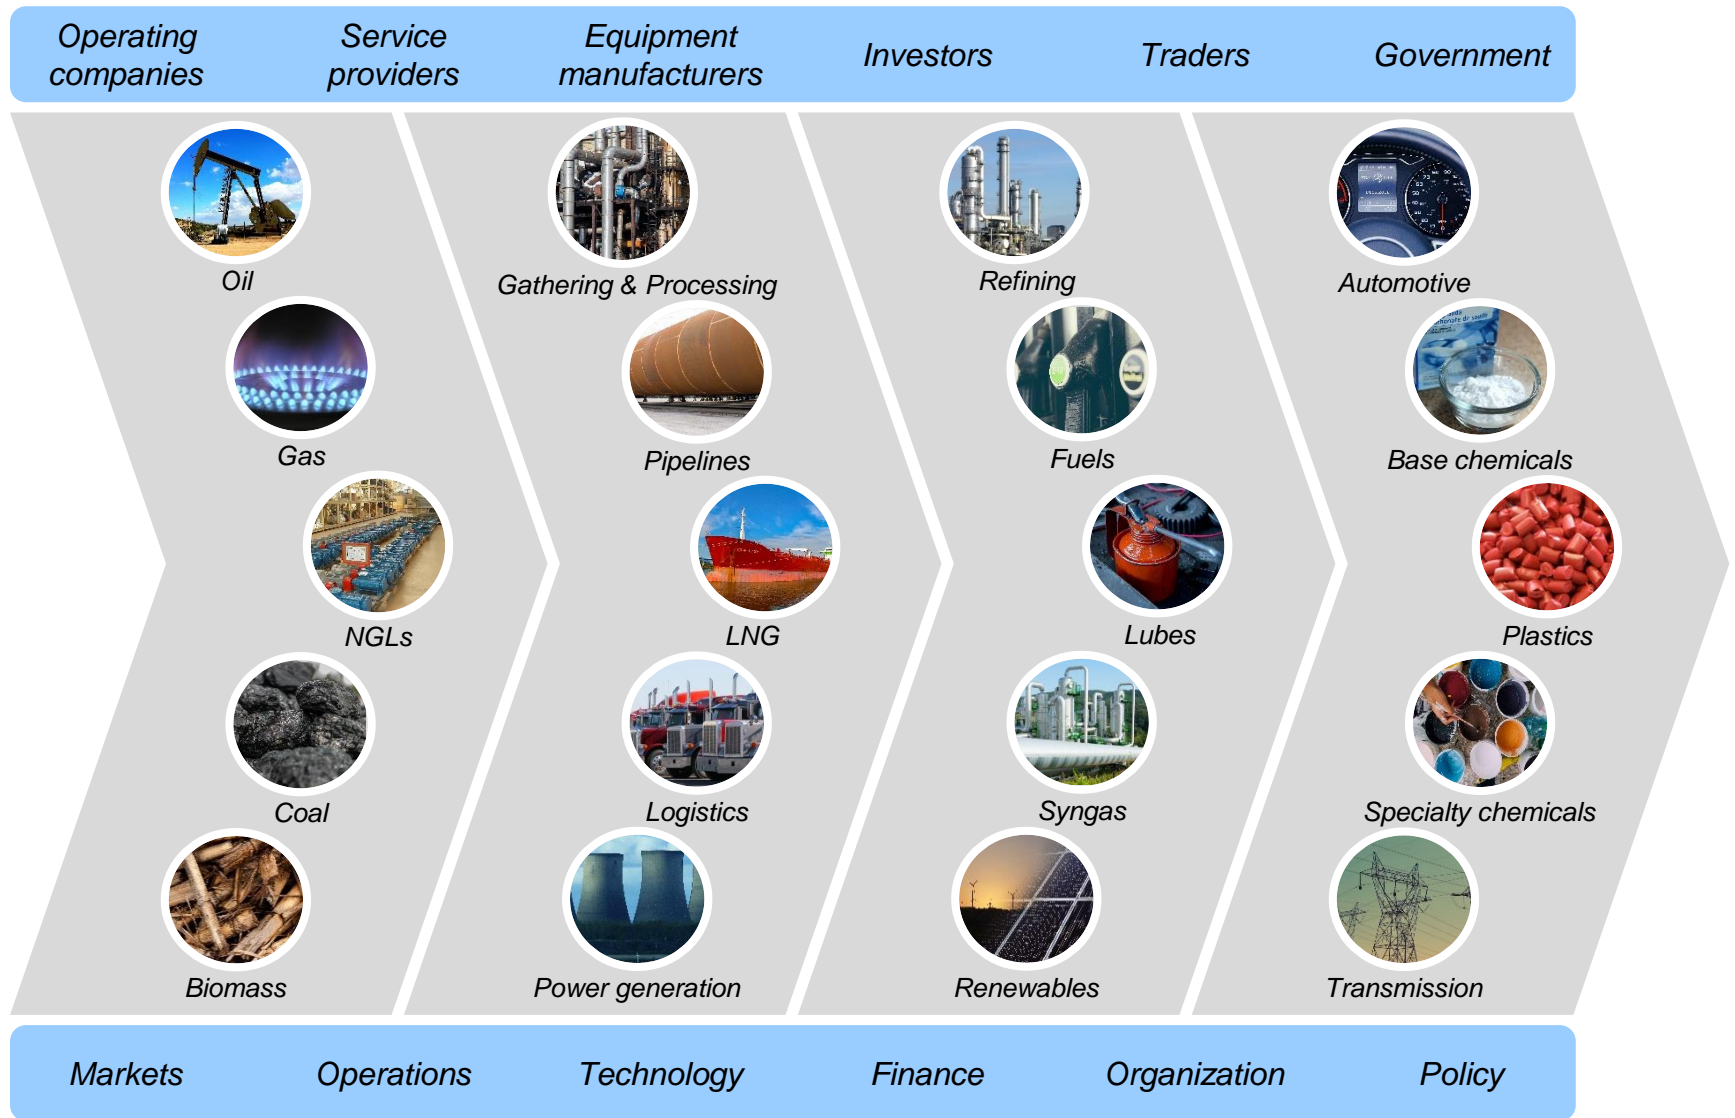 Operating
companies
Service
providers
Equipment
manufacturers
Investors
Traders
Government
Oil
Gas
NGLs
Coal
Biomass
Gathering & Processing
Pipelines
LNG
Logistics
Power generation
Refining
Fuels
Lubes
Syngas
Renewables
Automotive
Base chemicals
Plastics
Specialty chemicals
Transmission
Markets
Operations
Technology
Finance
Organization
Policy